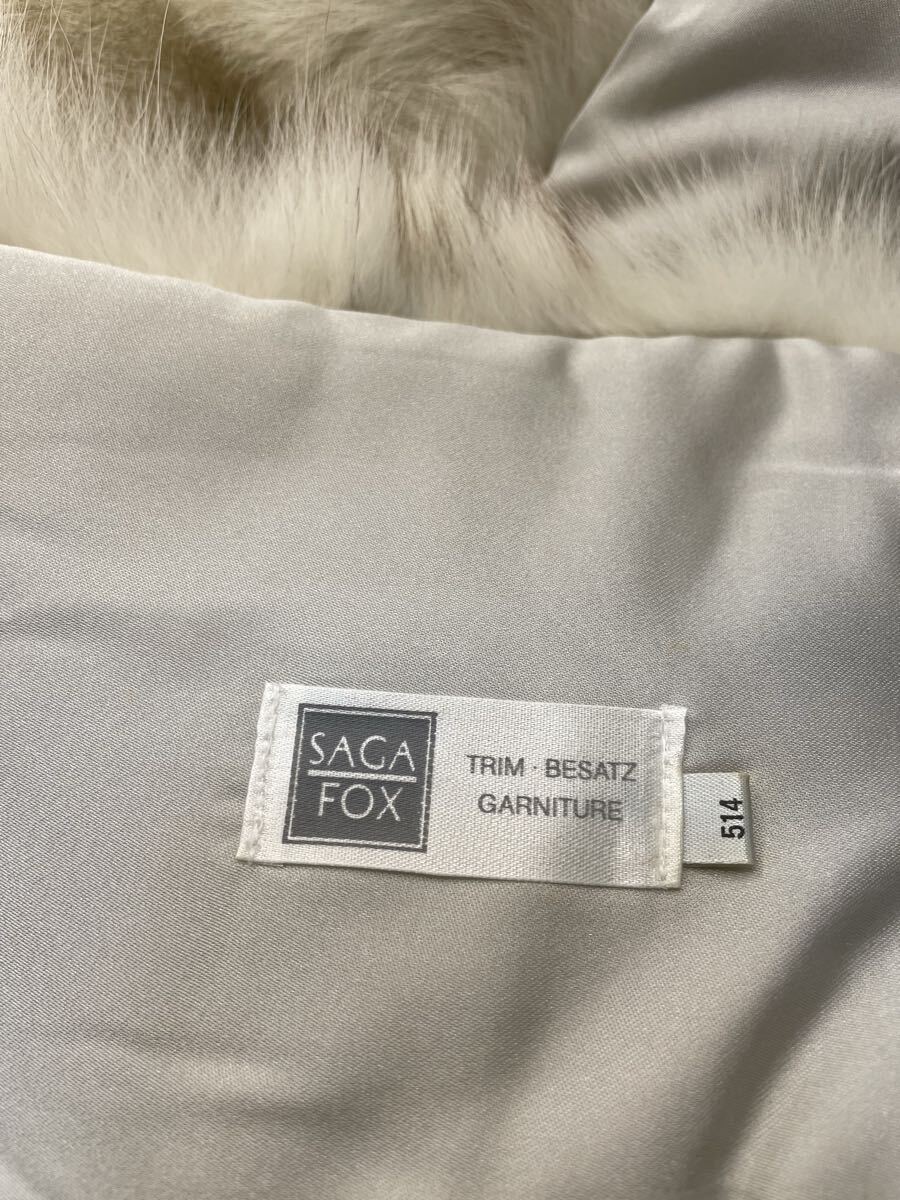 SAGA
FOX
TRIM · BESATZ
GARNITURE
514